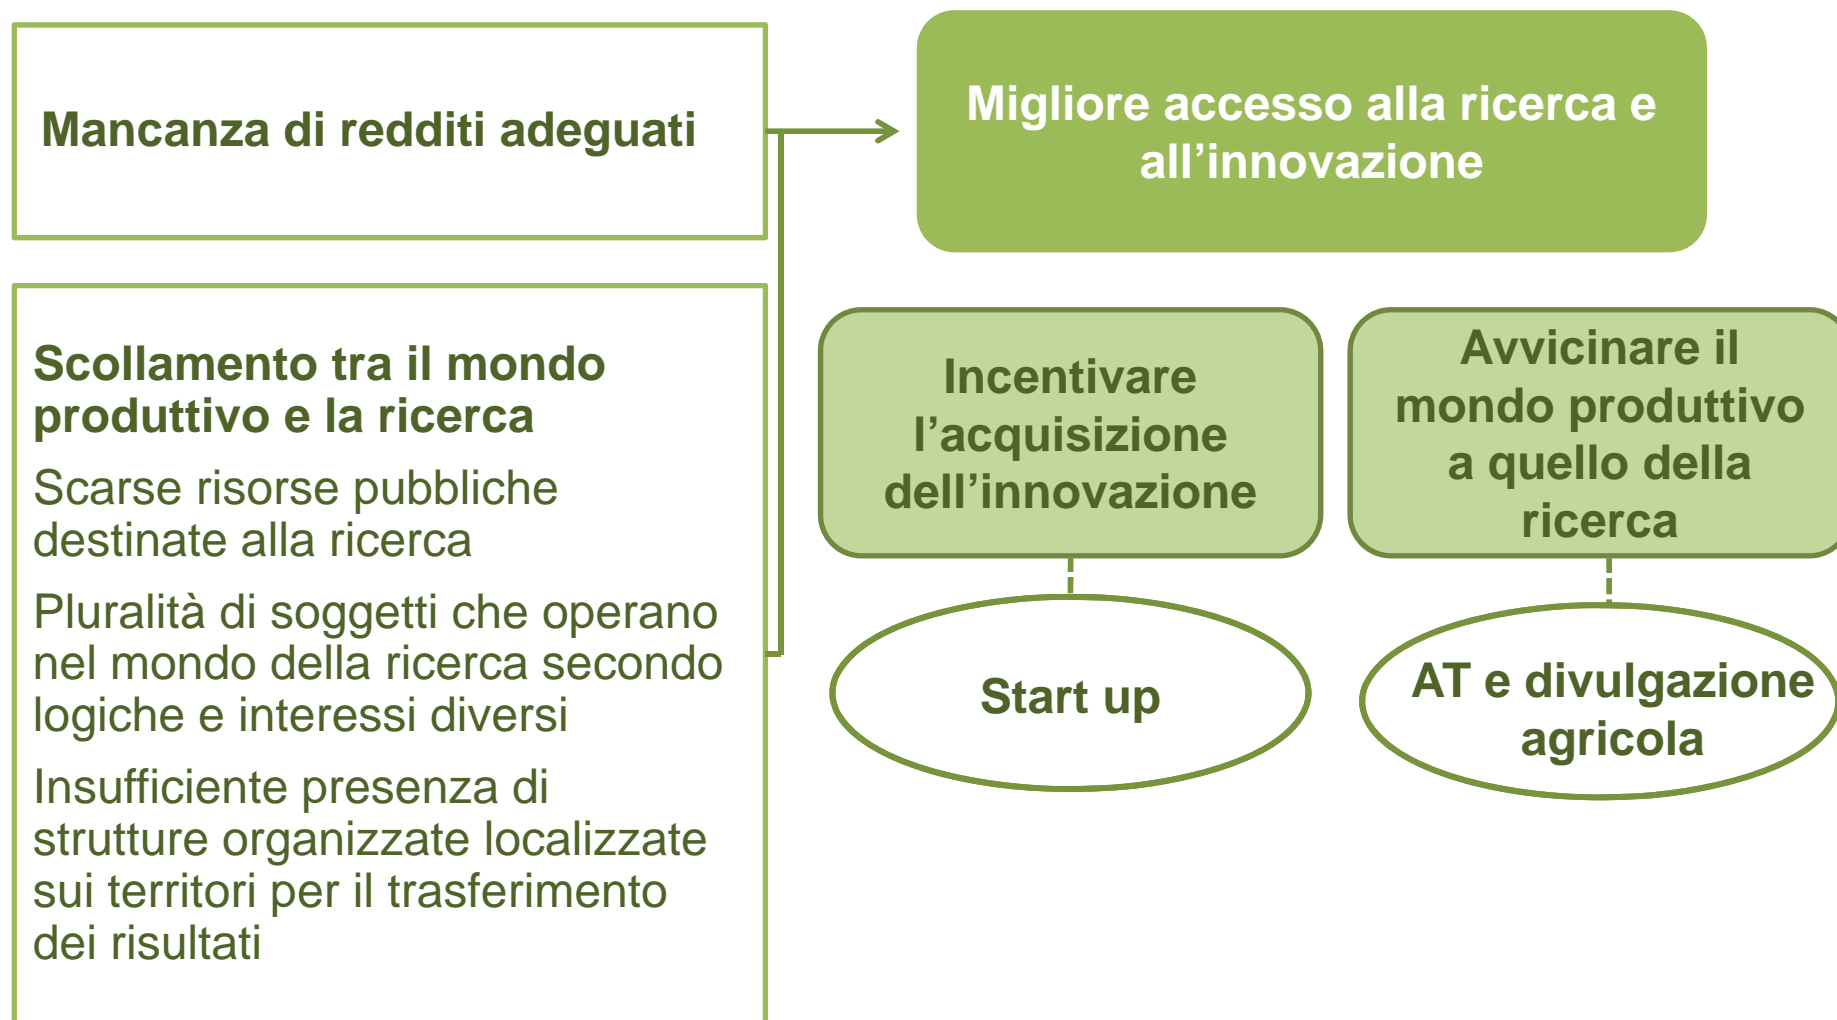 Mancanza di redditi adeguati
Migliore accesso alla ricerca e
all’innovazione
Scollamento tra il mondo
produttivo e la ricerca
Scarse risorse pubbliche
destinate alla ricerca
Pluralità di soggetti che operano
nel mondo della ricerca secondo
logiche e interessi diversi
Insufficiente presenza di
strutture organizzate localizzate
sui territori per il trasferimento
dei risultati
Incentivare
l’acquisizione
dell’innovazione
Avvicinare il
mondo produttivo
a quello della
ricerca
Start up
AT e divulgazione
agricola